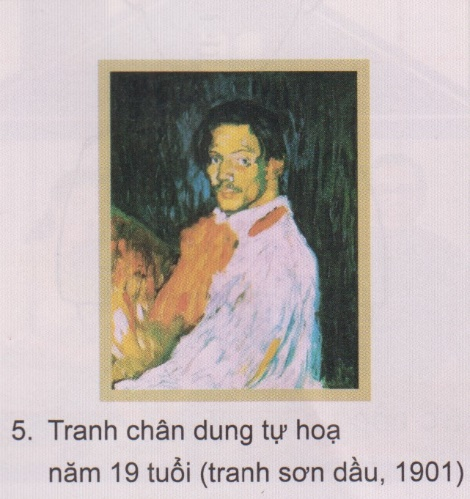 5. Tranh chân dung tự hoạ
năm 19 tuổi (tranh sơn dầu, 1901)